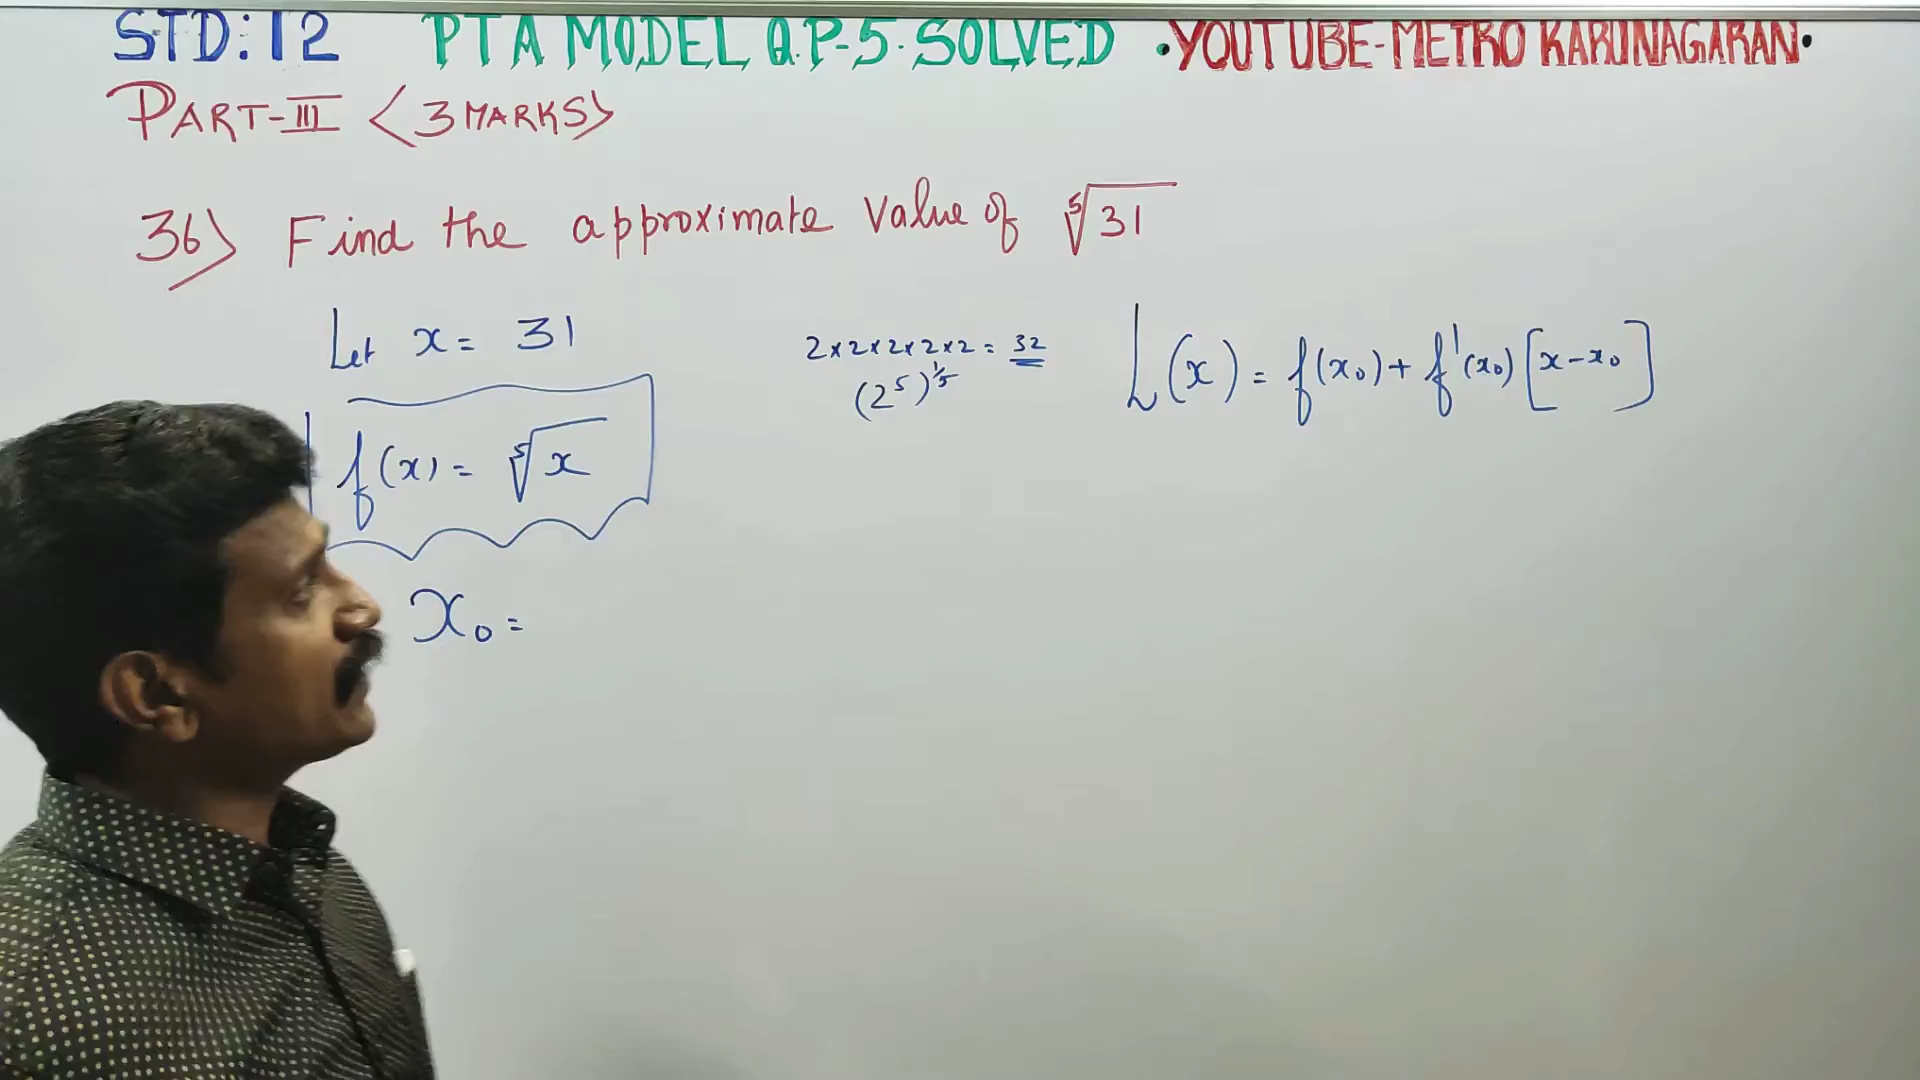 STD:12 PTA MODEL Q.P-5. SOLVED •YOUTUBE-METRO KARUNAGARAN•
PART-III <3 MARKS>
36) Find the approximate value of ⁵√31
Let x = 31
2×2×2×2×2 = 32
(2⁵)^1/5
L(x) = f(x₀) + f'(x₀)[x-x₀]
f(x) = ⁵√x
x₀ =